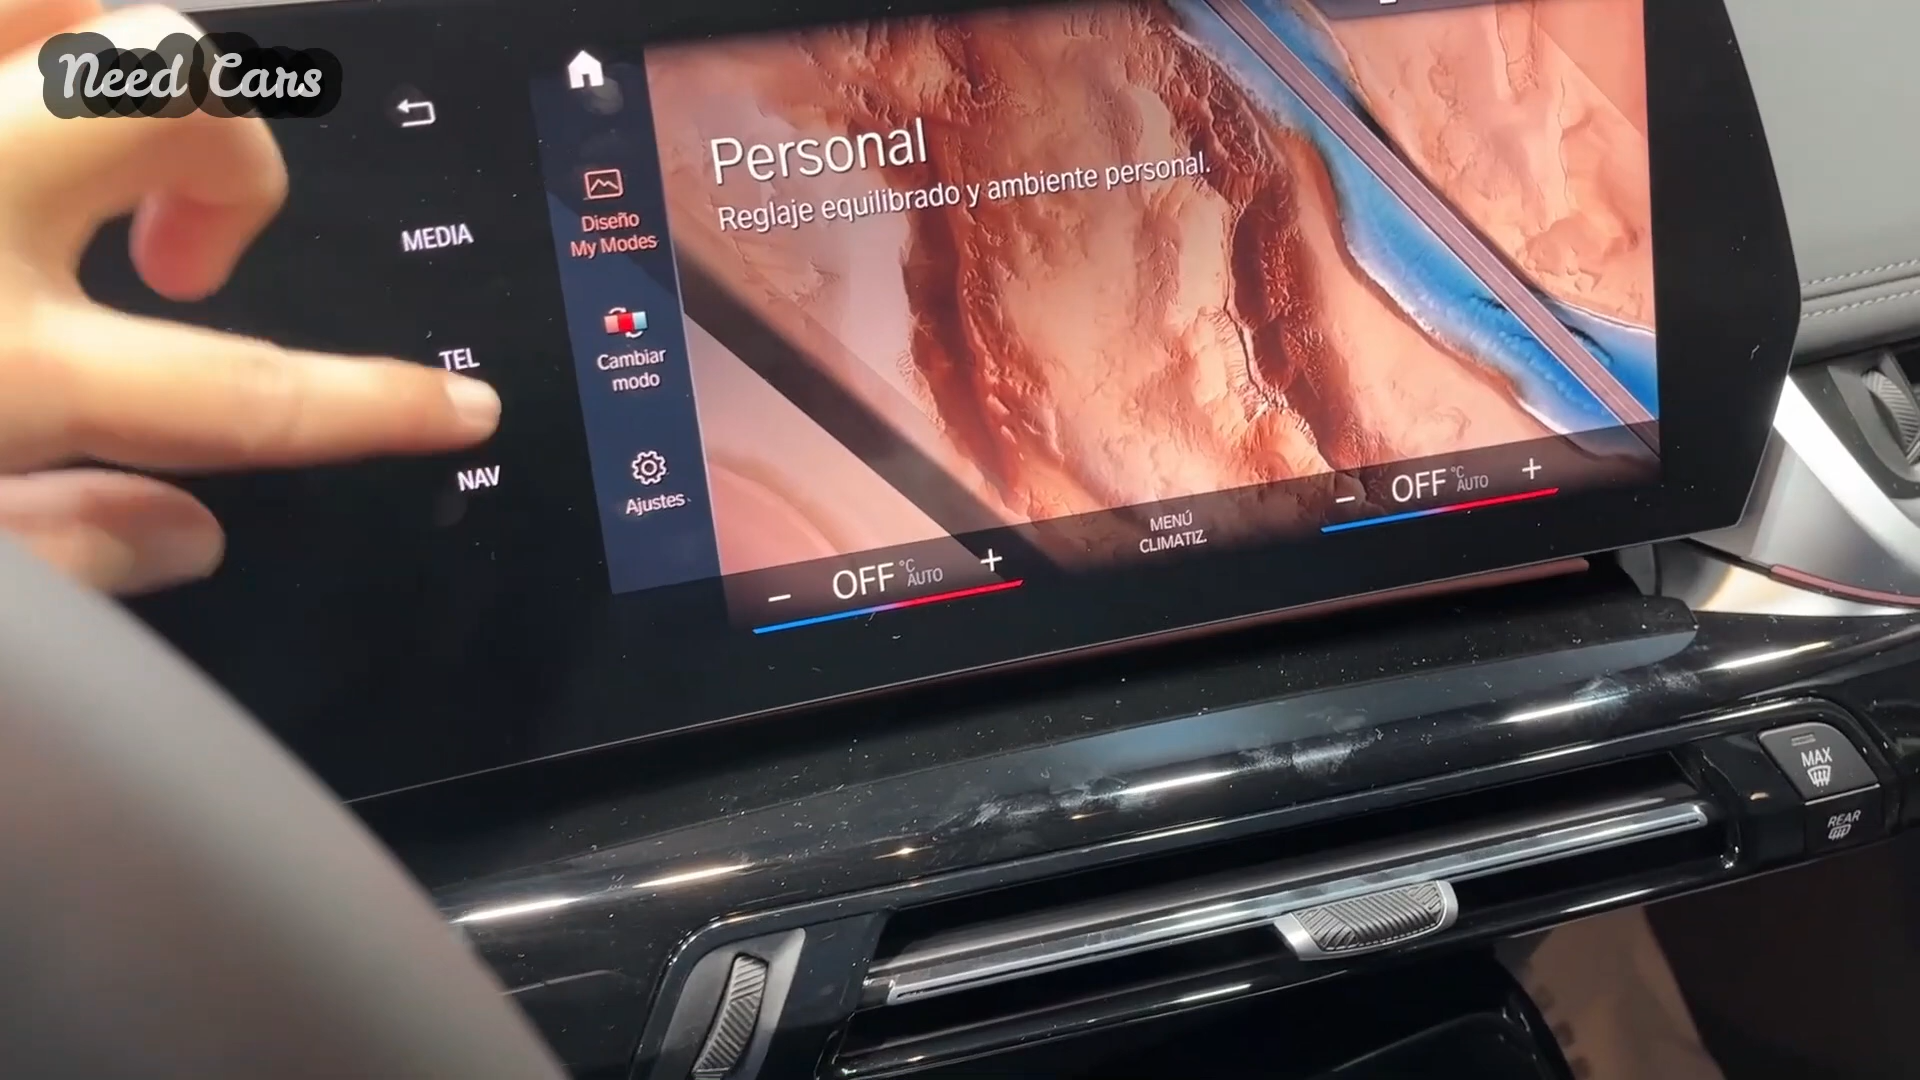 Need Cars
MEDIA
TEL
NAV
Diseño
My Modes
Cambiar
modo
Ajustes
Personal
Reglaje equilibrado y ambiente personal.
− OFF °C AUTO +
MENÚ
CLIMATIZ.
− OFF °C AUTO +
MAX
REAR